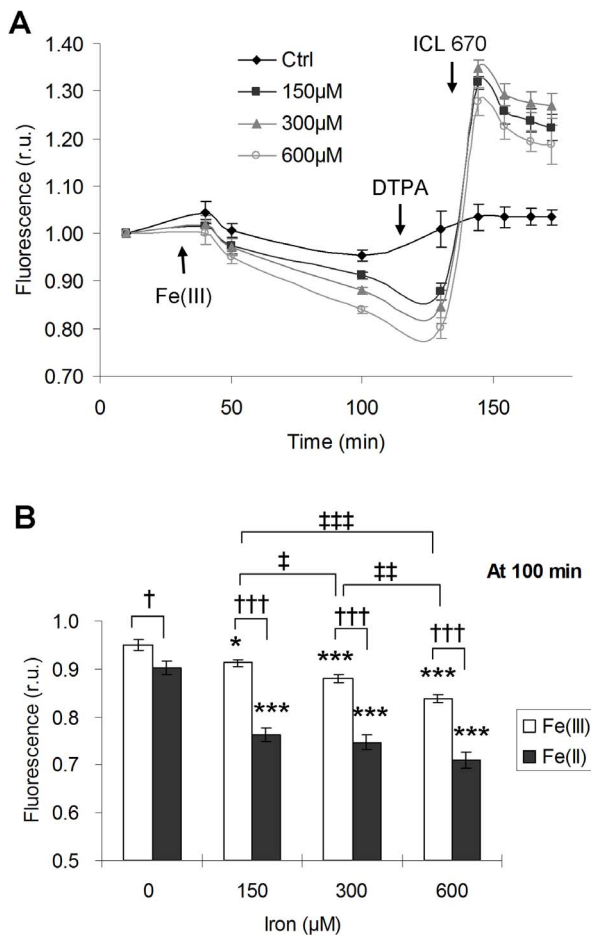 A
1.40
1.30
1.20
1.10
1.00
0.90
0.80
0.70
Fluorescence (r.u.)
Ctrl
150µM
300µM
600µM
ICL 670
DTPA
Fe(III)
0
50
100
150
Time (min)
B
‡‡‡
‡
‡‡
At 100 min
†
†††
†††
†††
*
***
***
***
***
***
1.0
0.9
0.8
0.7
0.6
0.5
Fluorescence (r.u.)
Fe(III)
Fe(II)
0
150
300
600
Iron (µM)